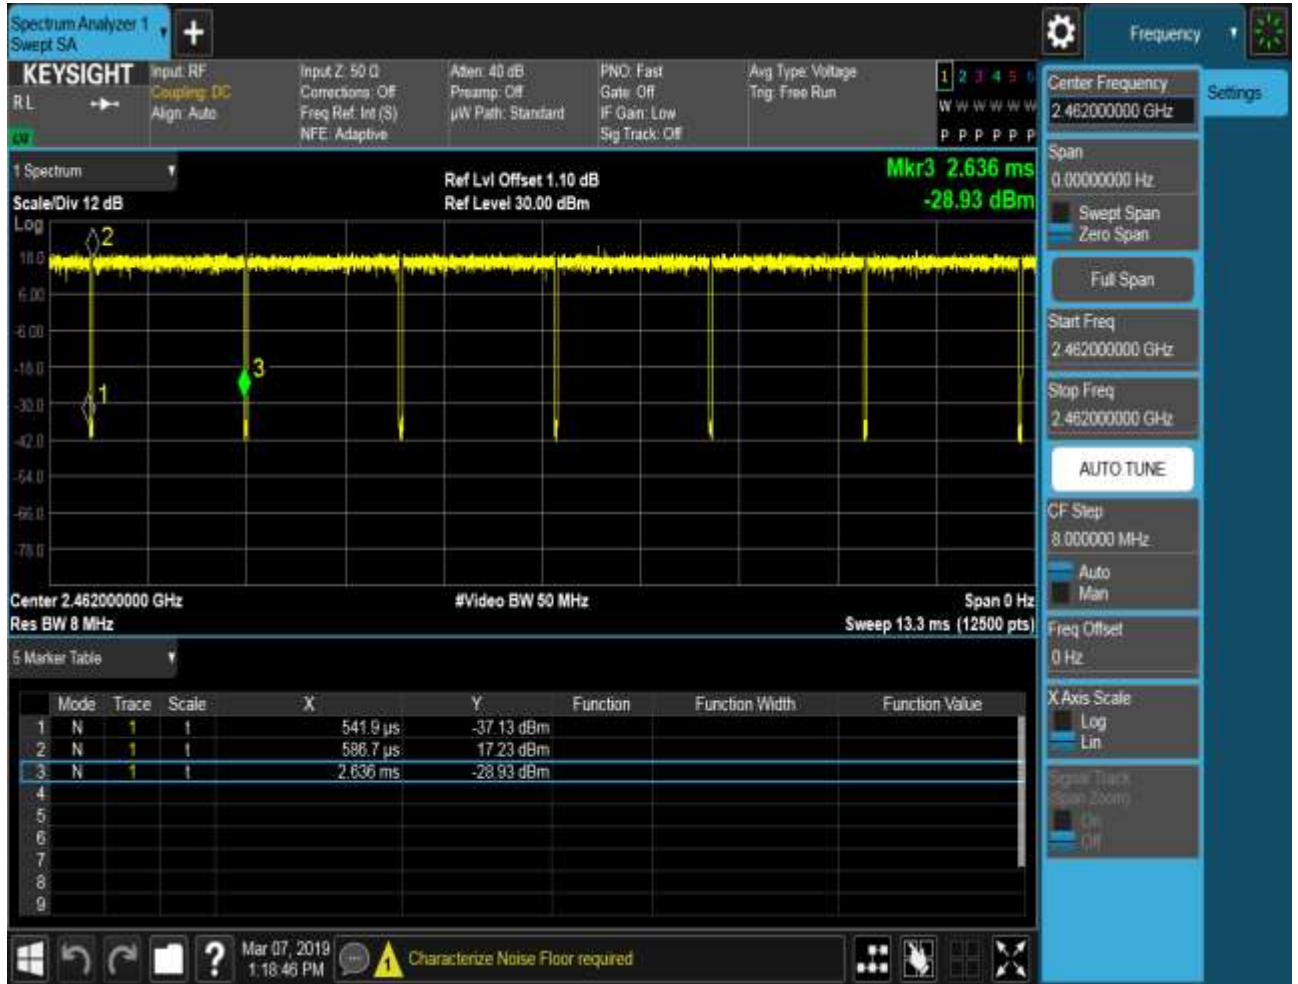 Spectrum Analyzer 1
Swept SA
+
Frequency
KEYSIGHT
RL
Input: RF
Coupling: DC
Align: Auto
Input Z: 50 Ω
Corrections: Off
Freq Ref: Int (S)
NFE: Adaptive
Atten: 40 dB
Preamp: Off
µW Path: Standard
PNO: Fast
Gate: Off
IF Gain: Low
Sig Track: Off
Avg Type: Voltage
Trig: Free Run
1 2 3 4 5 6
W W W W W W
P P P P P P
1 Spectrum
Scale/Div 12 dB
Ref Lvl Offset 1.10 dB
Ref Level 30.00 dBm
Mkr3 2.636 ms
-28.93 dBm
Log
18.0
6.00
-6.00
-18.0
-30.0
-42.0
-54.0
-66.0
-78.0
2
3
1
Center 2.462000000 GHz
Res BW 8 MHz
#Video BW 50 MHz
Span 0 Hz
Sweep 13.3 ms (12500 pts)
5 Marker Table
Mode Trace Scale X Y Function Function Width Function Value
1 N 1 t 541.9 µs -37.13 dBm
2 N 1 t 586.7 µs 17.23 dBm
3 N 1 t 2.636 ms -28.93 dBm
4
5
6
7
8
9
?
Mar 07, 2019
1:18:46 PM
1
Characterize Noise Floor required
Center Frequency
2.462000000 GHz
Settings
Span
0.00000000 Hz
Swept Span
Zero Span
Full Span
Start Freq
2.462000000 GHz
Stop Freq
2.462000000 GHz
AUTO TUNE
CF Step
8.000000 MHz
Auto
Man
Freq Offset
0 Hz
X Axis Scale
Log
Lin
Signal Track
(Span Zoom)
On
Off